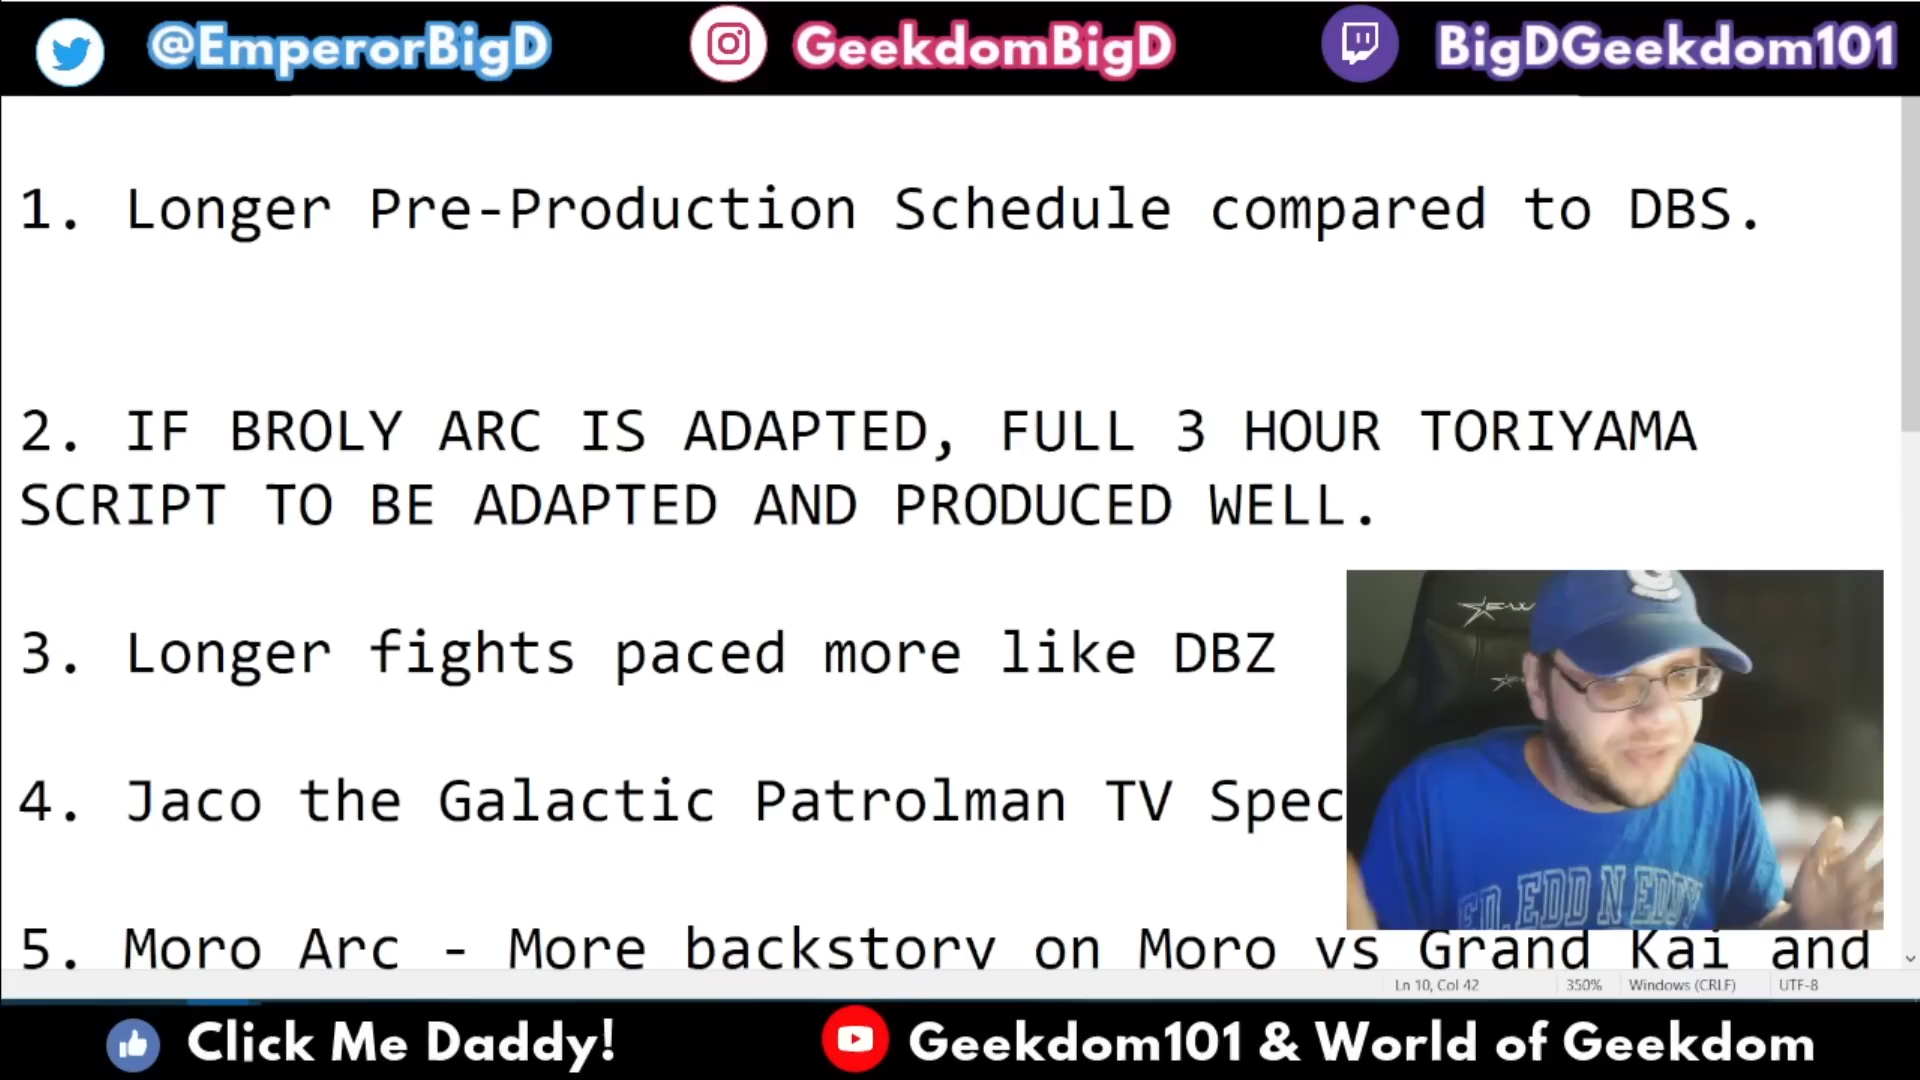 @EmperorBigD GeekdomBigD BigDGeekdom101
1. Longer Pre-Production Schedule compared to DBS.
2. IF BROLY ARC IS ADAPTED, FULL 3 HOUR TORIYAMA
SCRIPT TO BE ADAPTED AND PRODUCED WELL.
3. Longer fights paced more like DBZ
4. Jaco the Galactic Patrolman TV Spec
5. Moro Arc - More backstory on Moro vs Grand Kai and
ED, EDD N EDDY
Ln 10, Col 42 350% Windows (CRLF) UTF-8
Click Me Daddy! Geekdom101 & World of Geekdom